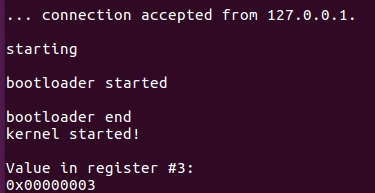 ... connection accepted from 127.0.0.1.
starting
bootloader started
bootloader end
kernel started!
Value in register #3:
0x00000003